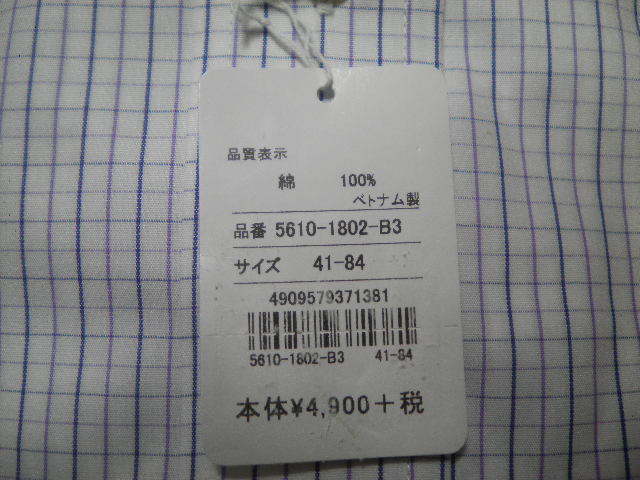 品質表示
綿 100%
ベトナム製
品番 5610-1802-B3
サイズ 41-84
4909579371381
5610-1802-B3 41-84
本体¥4,900+税